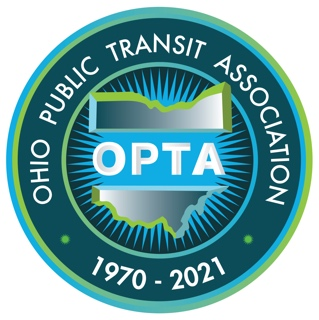 OHIO PUBLIC TRANSIT ASSOCIATION
OPTA
1970 - 2021